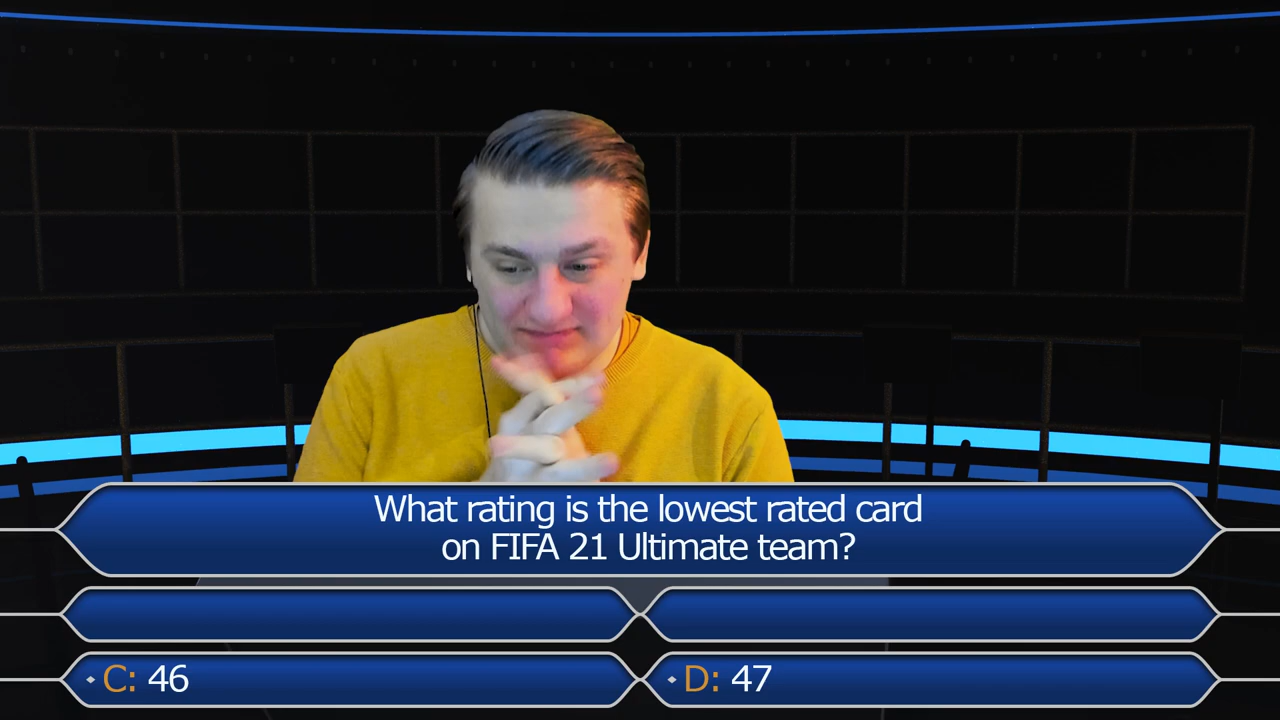 What rating is the lowest rated card
on FIFA 21 Ultimate team?
C: 46
D: 47